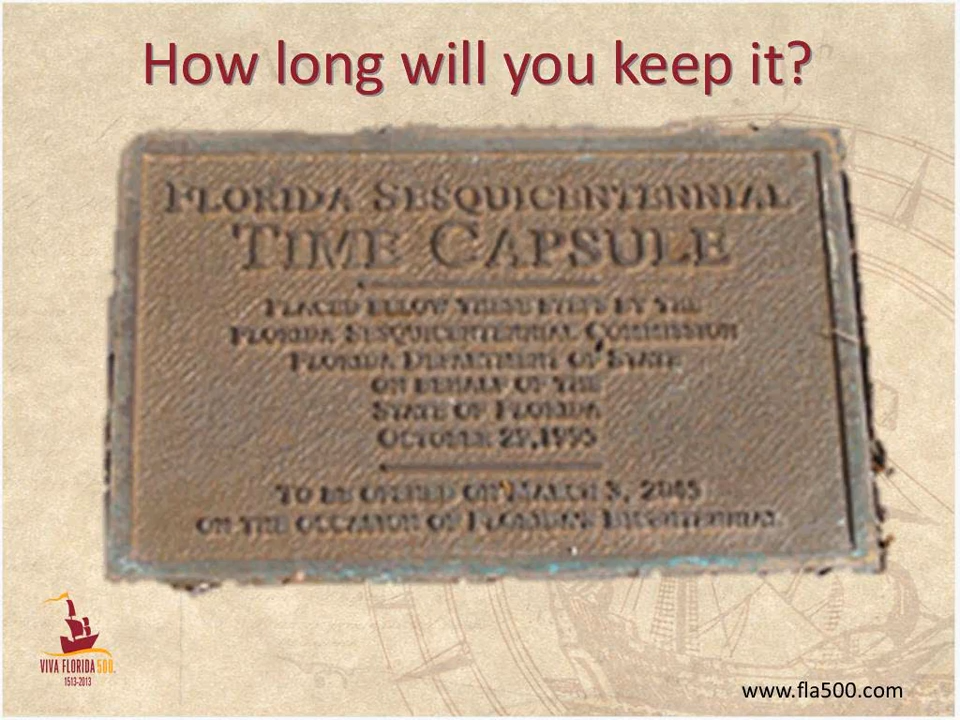 How long will you keep it?
FLORIDA SESQUICENTENNIAL
TIME CAPSULE
PLACED BELOW THESE STEPS BY THE
FLORIDA SESQUICENTENNIAL COMMISSION
FLORIDA DEPARTMENT OF STATE
ON BEHALF OF THE
STATE OF FLORIDA
OCTOBER 27, 1995
TO BE OPENED ON MARCH 3, 2045
ON THE OCCASION OF FLORIDA'S BICENTENNIAL
VIVA FLORIDA 500.
1513-2013
www.fla500.com